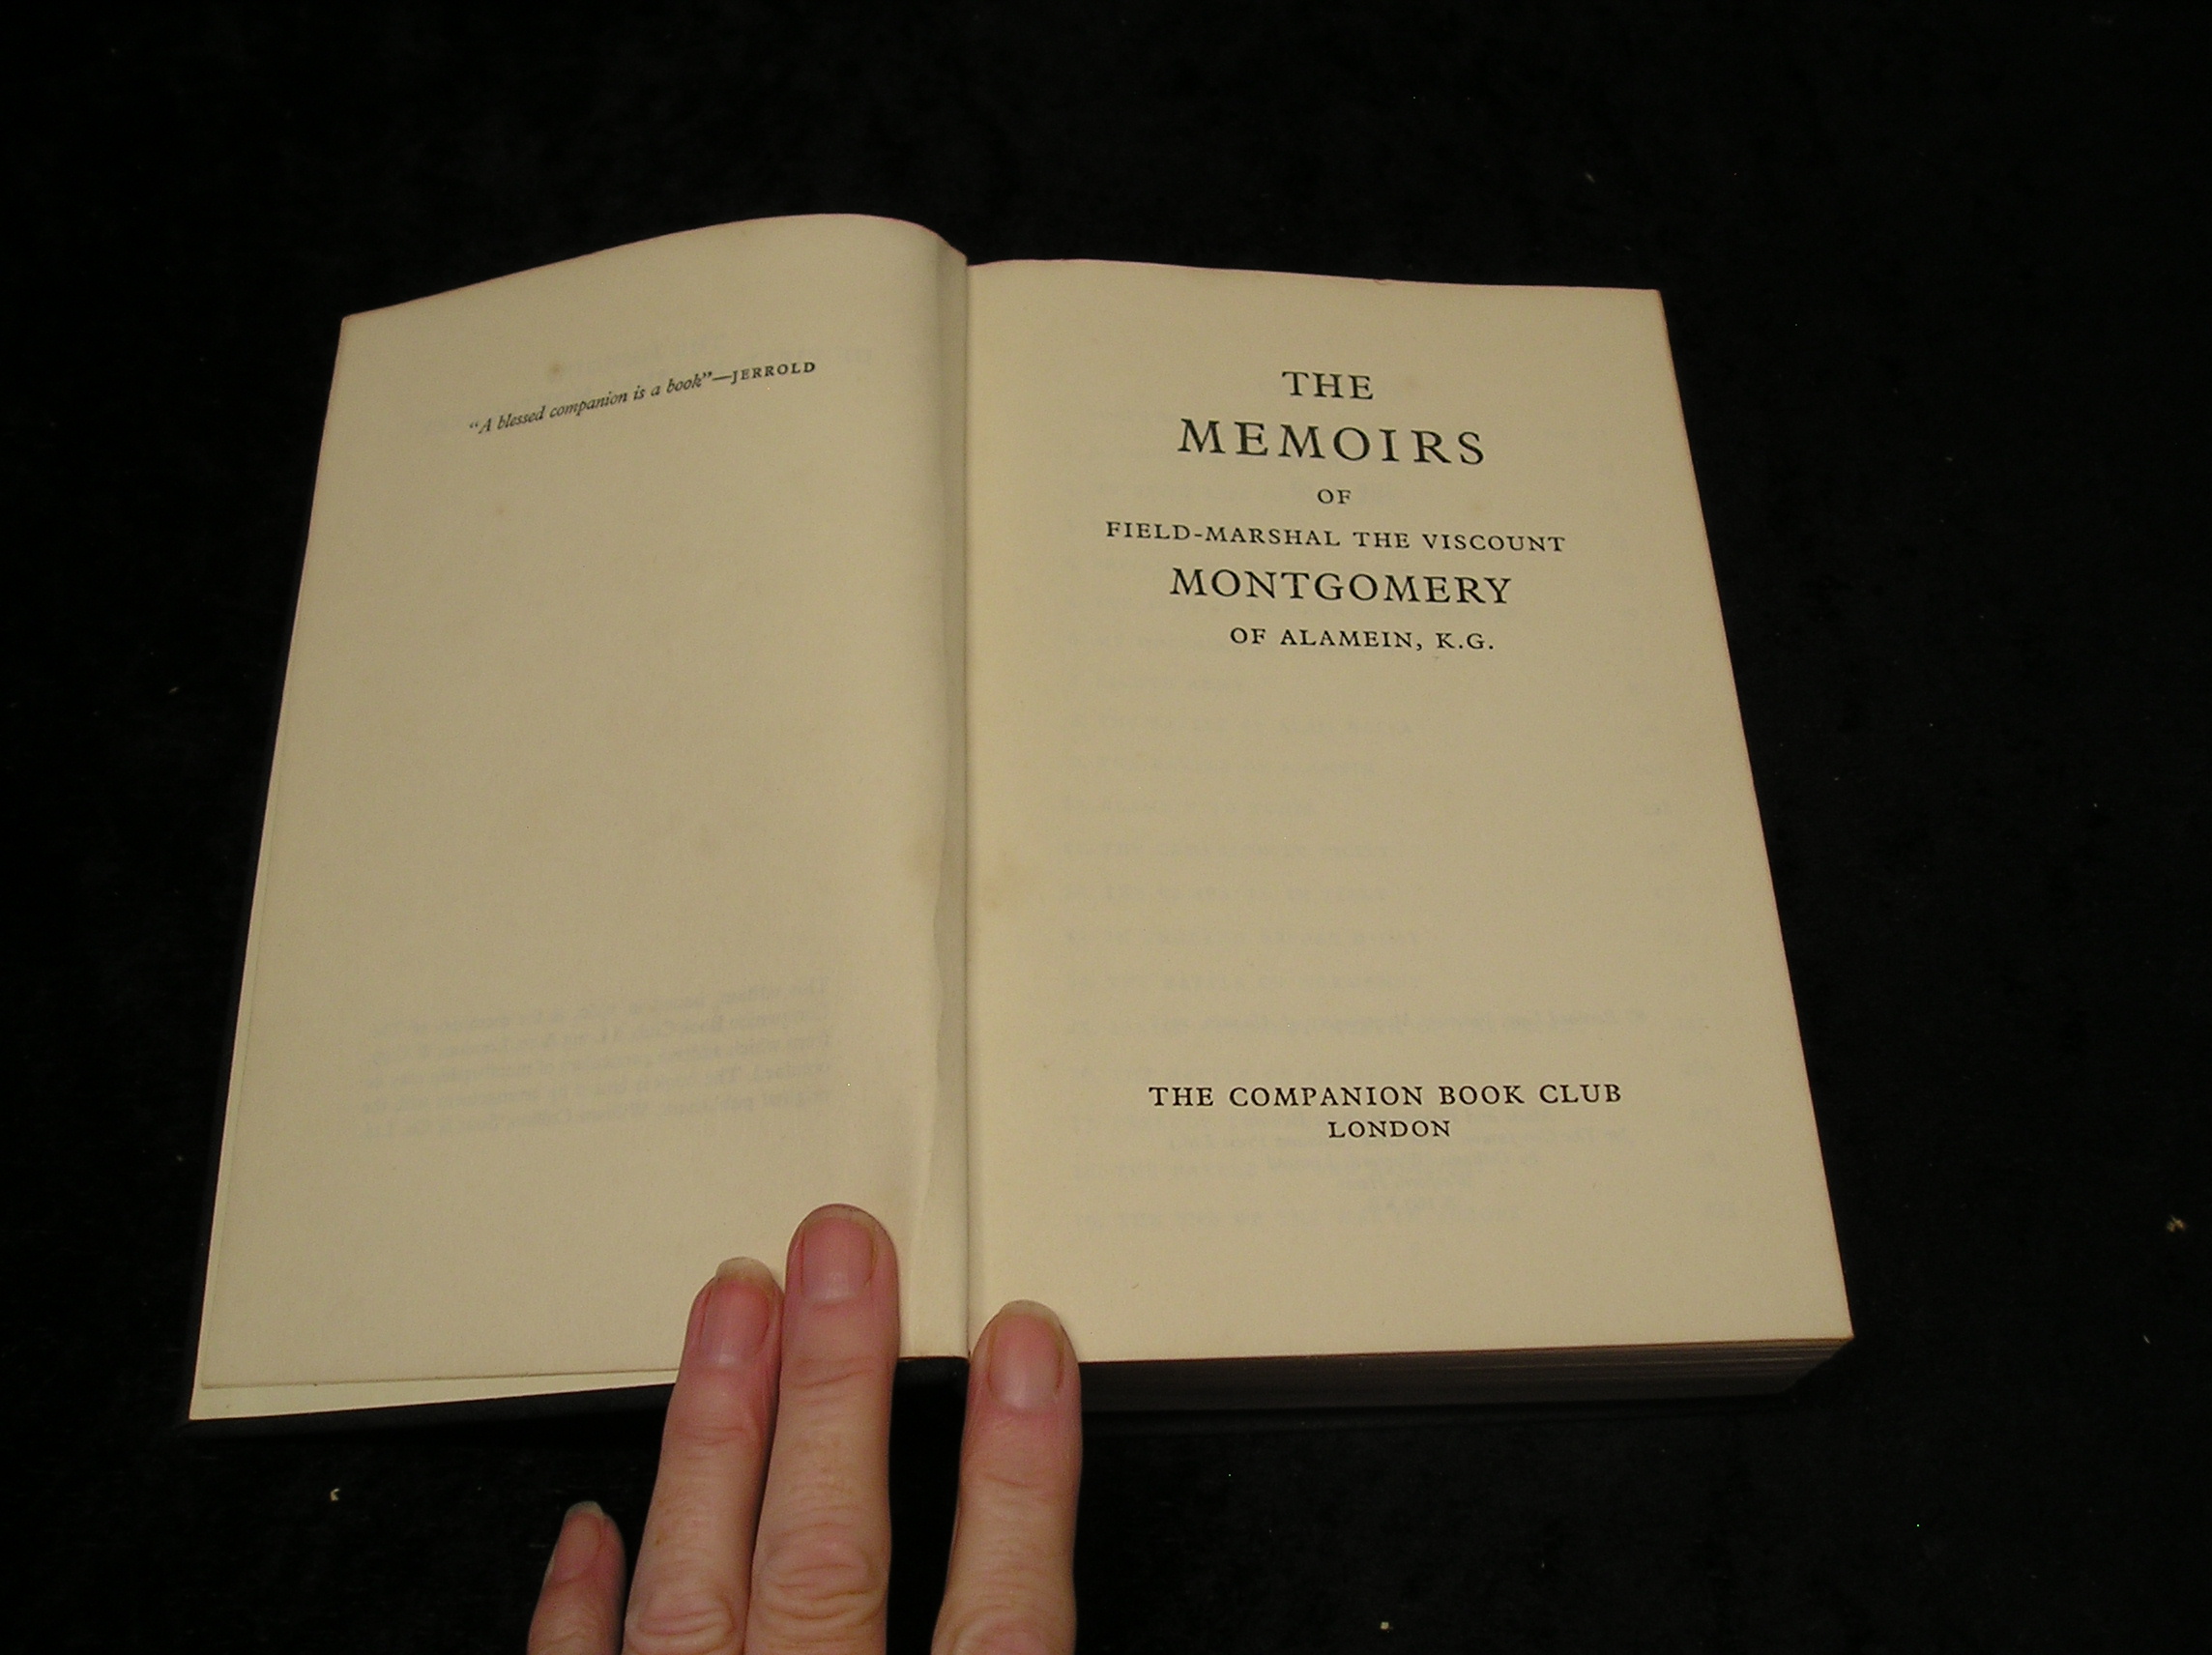 “A blessed companion is a book”—JERROLD
THE
MEMOIRS
OF
FIELD-MARSHAL THE VISCOUNT
MONTGOMERY
OF ALAMEIN, K.G.
THE COMPANION BOOK CLUB
LONDON